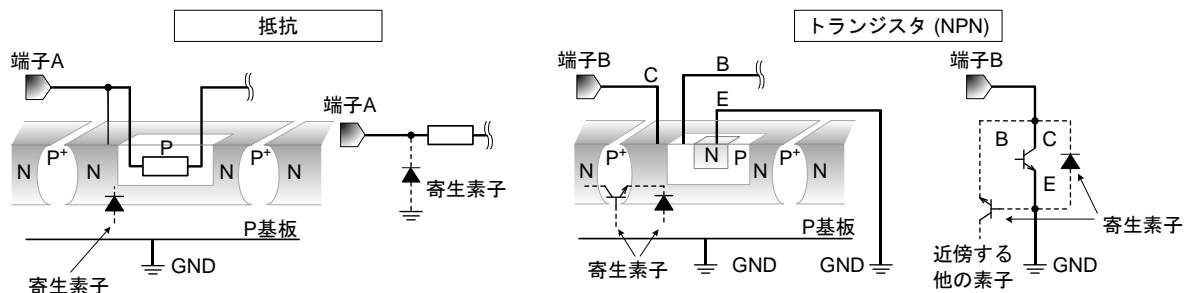 抵抗
端子A
端子A
N
P+
N
P
N
P+
N
寄生素子
P基板
GND
寄生素子
トランジスタ (NPN)
端子B
C
B
E
N
P+
N
N
P
N
P+
N
P基板
GND
GND
寄生素子
端子B
B
C
E
寄生素子
近傍する
他の素子
GND